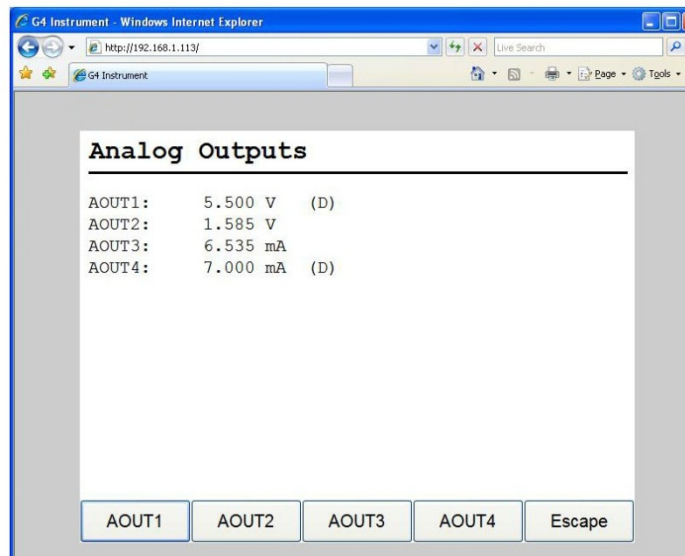 G4 Instrument - Windows Internet Explorer
http://192.168.1.113/
Live Search
G4 Instrument
Page
Tools
Analog Outputs
AOUT1: 5.500 V (D)
AOUT2: 1.585 V
AOUT3: 6.535 mA
AOUT4: 7.000 mA (D)
AOUT1 AOUT2 AOUT3 AOUT4 Escape